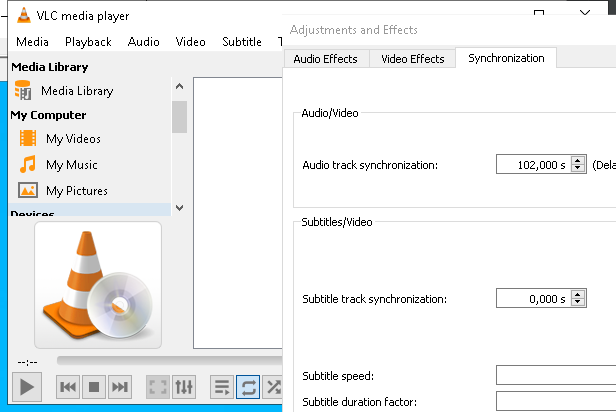 VLC media player
Media Playback Audio Video Subtitle T
Media Library
Media Library
My Computer
My Videos
My Music
My Pictures
Devices
--:--
Adjustments and Effects
Audio Effects Video Effects Synchronization
Audio/Video
Audio track synchronization: 102,000 s (Dela
Subtitles/Video
Subtitle track synchronization: 0,000 s
Subtitle speed:
Subtitle duration factor: